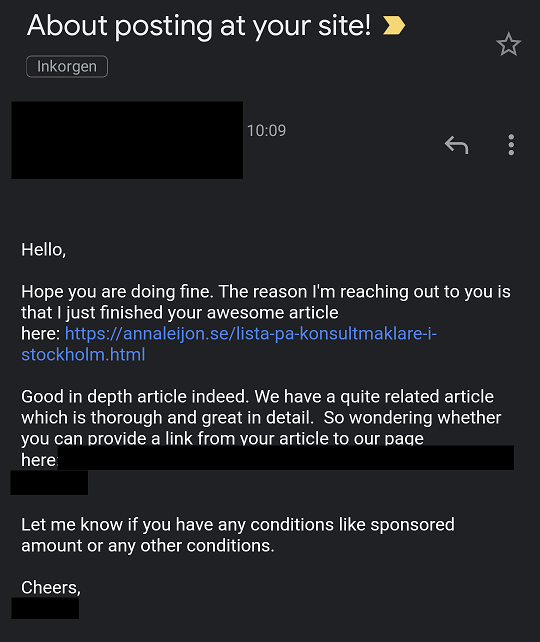 About posting at your site!
Inkorgen
10:09
Hello,
Hope you are doing fine. The reason I'm reaching out to you is
that I just finished your awesome article
here: https://annaleijon.se/lista-pa-konsultmaklare-i-
stockholm.html
Good in depth article indeed. We have a quite related article
which is thorough and great in detail.  So wondering whether
you can provide a link from your article to our page
here:
Let me know if you have any conditions like sponsored
amount or any other conditions.
Cheers,